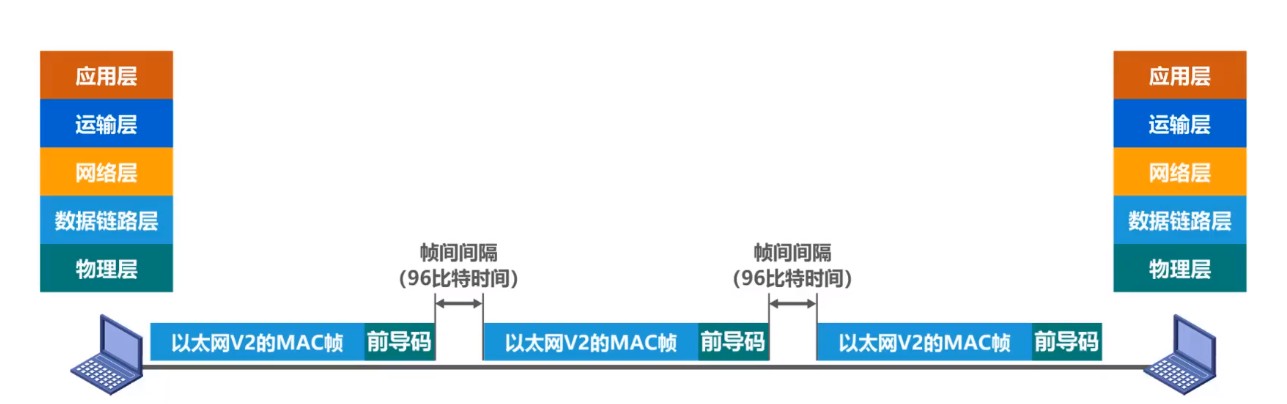 应用层
运输层
网络层
数据链路层
物理层
应用层
运输层
网络层
数据链路层
物理层
帧间间隔
(96比特时间)
帧间间隔
(96比特时间)
以太网V2的MAC帧 前导码 以太网V2的MAC帧 前导码 以太网V2的MAC帧 前导码